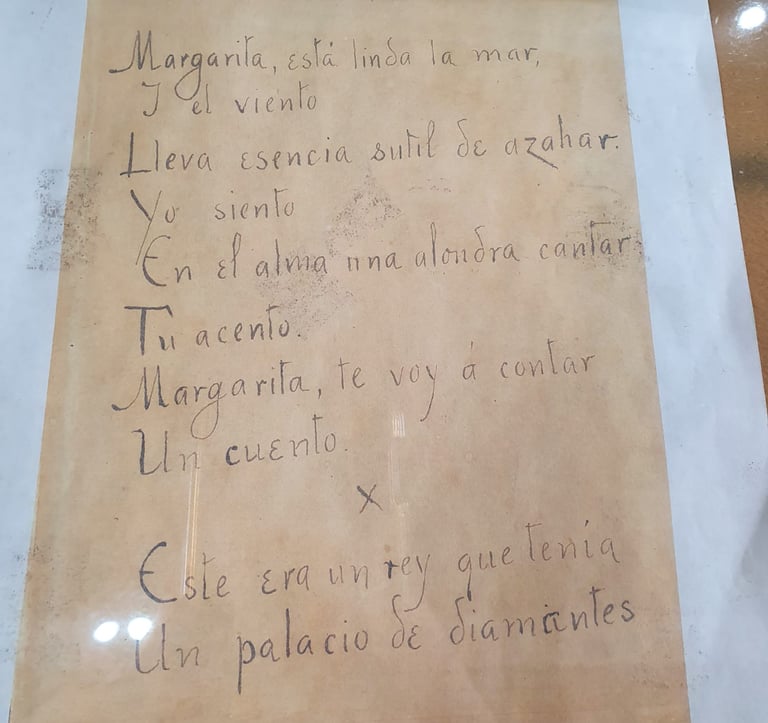 Margarita, está linda la mar,
Y el viento
Lleva esencia sutil de azahar.
Yo siento
En el alma una alondra cantar
Tu acento.
Margarita, te voy á contar
Un cuento.
x
Este era un rey que tenía
Un palacio de diamantes